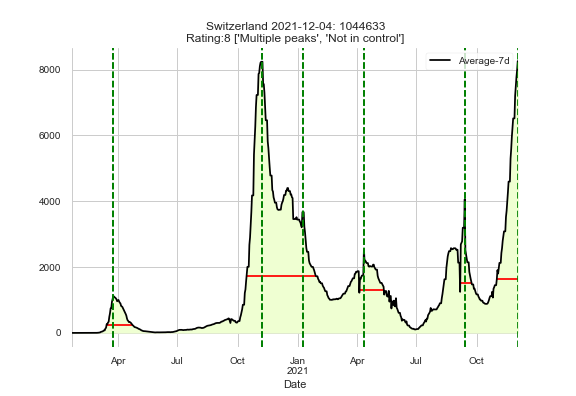 Switzerland 2021-12-04: 1044633
Rating:8 ['Multiple peaks', 'Not in control']
Average-7d
8000
6000
4000
2000
0
Apr Jul Oct Jan Apr Jul Oct
2021
Date